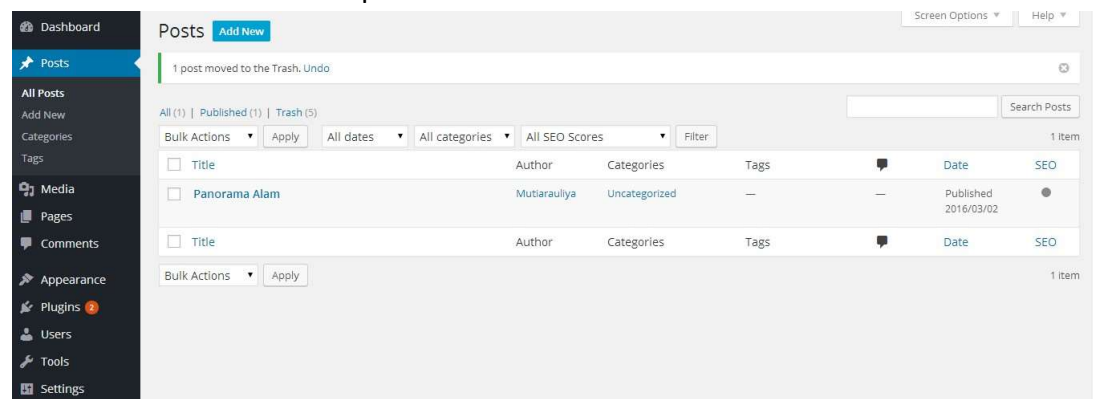 Dashboard
Posts
All Posts
Add New
Categories
Tags
Media
Pages
Comments
Appearance
Plugins 2
Users
Tools
Settings
Screen Options Help
Posts Add New
1 post moved to the Trash. Undo
All (1) | Published (1) | Trash (5)
Search Posts
Bulk Actions Apply All dates All categories All SEO Scores Filter 1 item
Title Author Categories Tags Date SEO
Panorama Alam Mutiarauliya Uncategorized — — Published
2016/03/02
Title Author Categories Tags Date SEO
Bulk Actions Apply 1 item